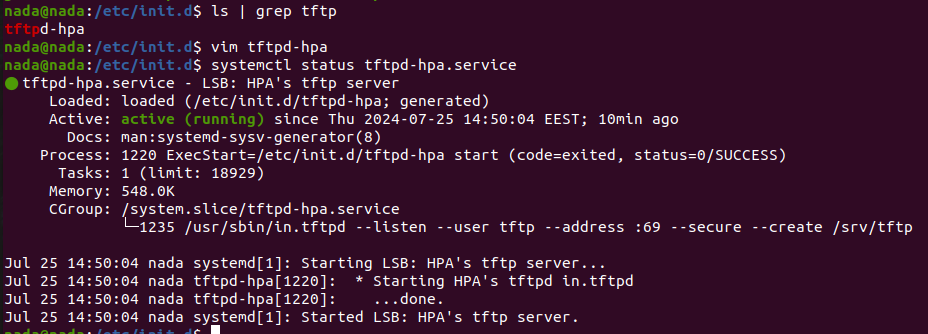 nada@nada:/etc/init.d$ ls | grep tftp
tftpd-hpa
nada@nada:/etc/init.d$ vim tftpd-hpa
nada@nada:/etc/init.d$ systemctl status tftpd-hpa.service
● tftpd-hpa.service - LSB: HPA's tftp server
     Loaded: loaded (/etc/init.d/tftpd-hpa; generated)
     Active: active (running) since Thu 2024-07-25 14:50:04 EEST; 10min ago
       Docs: man:systemd-sysv-generator(8)
    Process: 1220 ExecStart=/etc/init.d/tftpd-hpa start (code=exited, status=0/SUCCESS)
      Tasks: 1 (limit: 18929)
     Memory: 548.0K
     CGroup: /system.slice/tftpd-hpa.service
             └─1235 /usr/sbin/in.tftpd --listen --user tftp --address :69 --secure --create /srv/tftp
Jul 25 14:50:04 nada systemd[1]: Starting LSB: HPA's tftp server...
Jul 25 14:50:04 nada tftpd-hpa[1220]:  * Starting HPA's tftpd in.tftpd
Jul 25 14:50:04 nada tftpd-hpa[1220]:    ...done.
Jul 25 14:50:04 nada systemd[1]: Started LSB: HPA's tftp server.
nada@nada:/etc/init.d$